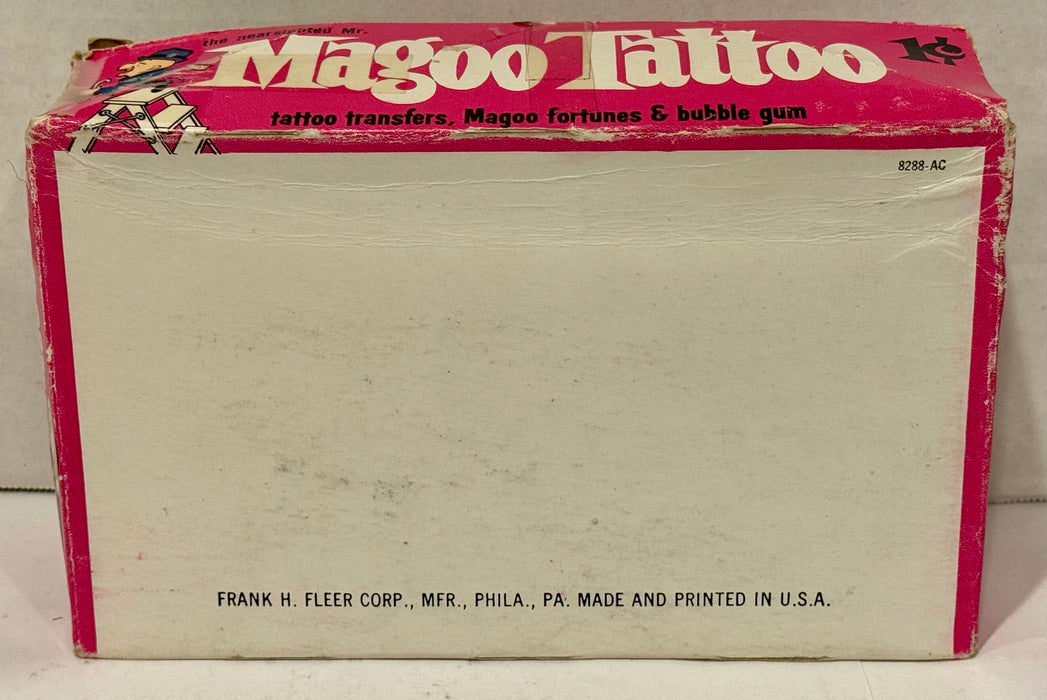 the nearsighted Mr.
Magoo Tattoo 1¢
tattoo transfers, Magoo fortunes & bubble gum
8288-AC
FRANK H. FLEER CORP., MFR., PHILA., PA. MADE AND PRINTED IN U.S.A.